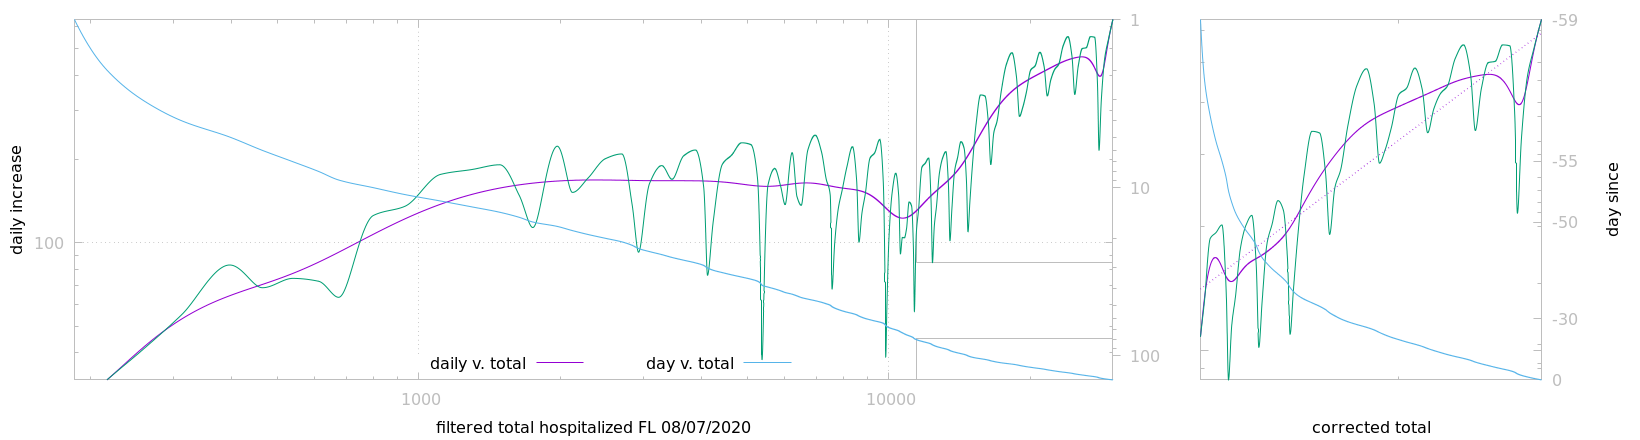 1
-59
daily increase
-55
day since
10
-50
100
-30
daily v. total
day v. total
100
0
1000
10000
filtered total hospitalized FL 08/07/2020
corrected total